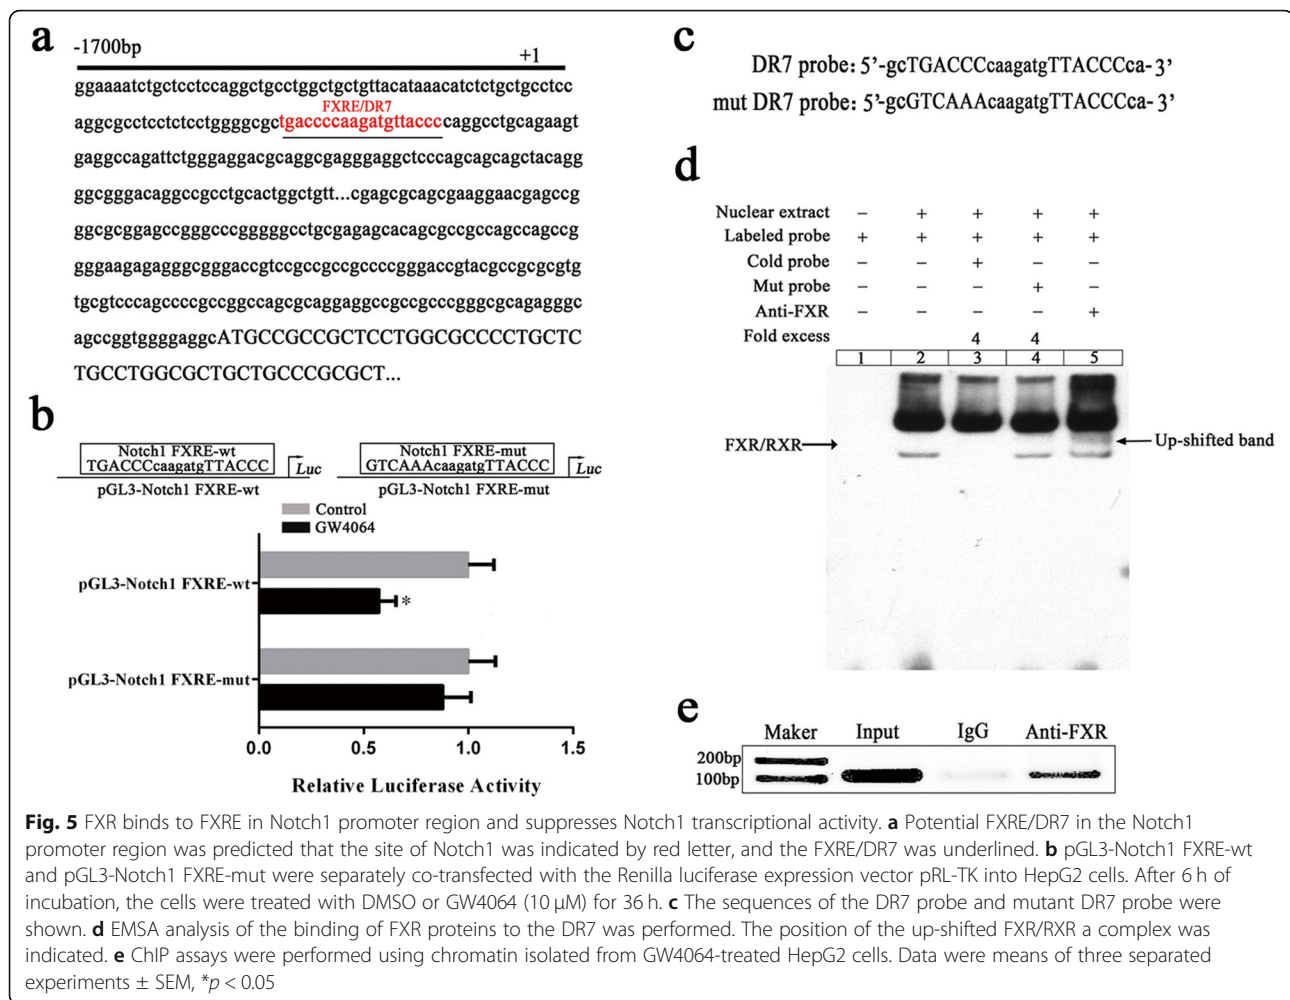 a
-1700bp
+1
ggaaaatctgctcctccaggctgcctggctgctgttacataaacatctctgctgcctcc
FXRE/DR7
aggcgcctcctctcctggggcgctgaccccaagatgttacccccaggcctgcagaagt
gaggccagattctgggaggacgcaggcgagggaggctcccagcagcagctacagg
ggcgggacaggccgcctgcactggctgtt...cgagcgcagcgaaggaacgagccg
ggcgcggagccgggcccgggggcctgcgagagcacagcgccgccagccagccg
gggaagagagggcgggaccgtccgccgccgccccgggaccgtacgccgcgcgtg
tgcgtcccagccccgccggccagcgcaggaggccgccgcccgggcgcagagggc
agccggtggggaggcATGCCGCCGCTCCTGGCGCCCCTGCTC
TGCCTGGCGCTGCTGCCCGCGCT...
b
Notch1 FXRE-wt
TGACCCcaagatgTTACCC
Luc
pGL3-Notch1 FXRE-wt
Notch1 FXRE-mut
GTCAAAcaagatgTTACCC
Luc
pGL3-Notch1 FXRE-mut
Control
GW4064
pGL3-Notch1 FXRE-wt
*
pGL3-Notch1 FXRE-mut
0.0 0.5 1.0 1.5
Relative Luciferase Activity
c
DR7 probe: 5'-gcTGACCCcaagatgTTACCCca-3'
mut DR7 probe: 5'-gcGTCAAAcaagatgTTACCCca-3'
d
Nuclear extract − + + + +
Labeled probe + + + + +
Cold probe − − + − −
Mut probe − − − + −
Anti-FXR − − − − +
Fold excess 4 4
1 2 3 4 5
FXR/RXR
Up-shifted band
e
Maker Input IgG Anti-FXR
200bp
100bp
Fig. 5 FXR binds to FXRE in Notch1 promoter region and suppresses Notch1 transcriptional activity. a Potential FXRE/DR7 in the Notch1
promoter region was predicted that the site of Notch1 was indicated by red letter, and the FXRE/DR7 was underlined. b pGL3-Notch1 FXRE-wt
and pGL3-Notch1 FXRE-mut were separately co-transfected with the Renilla luciferase expression vector pRL-TK into HepG2 cells. After 6 h of
incubation, the cells were treated with DMSO or GW4064 (10 μM) for 36 h. c The sequences of the DR7 probe and mutant DR7 probe were
shown. d EMSA analysis of the binding of FXR proteins to the DR7 was performed. The position of the up-shifted FXR/RXR a complex was
indicated. e ChIP assays were performed using chromatin isolated from GW4064-treated HepG2 cells. Data were means of three separated
experiments ± SEM, *p < 0.05